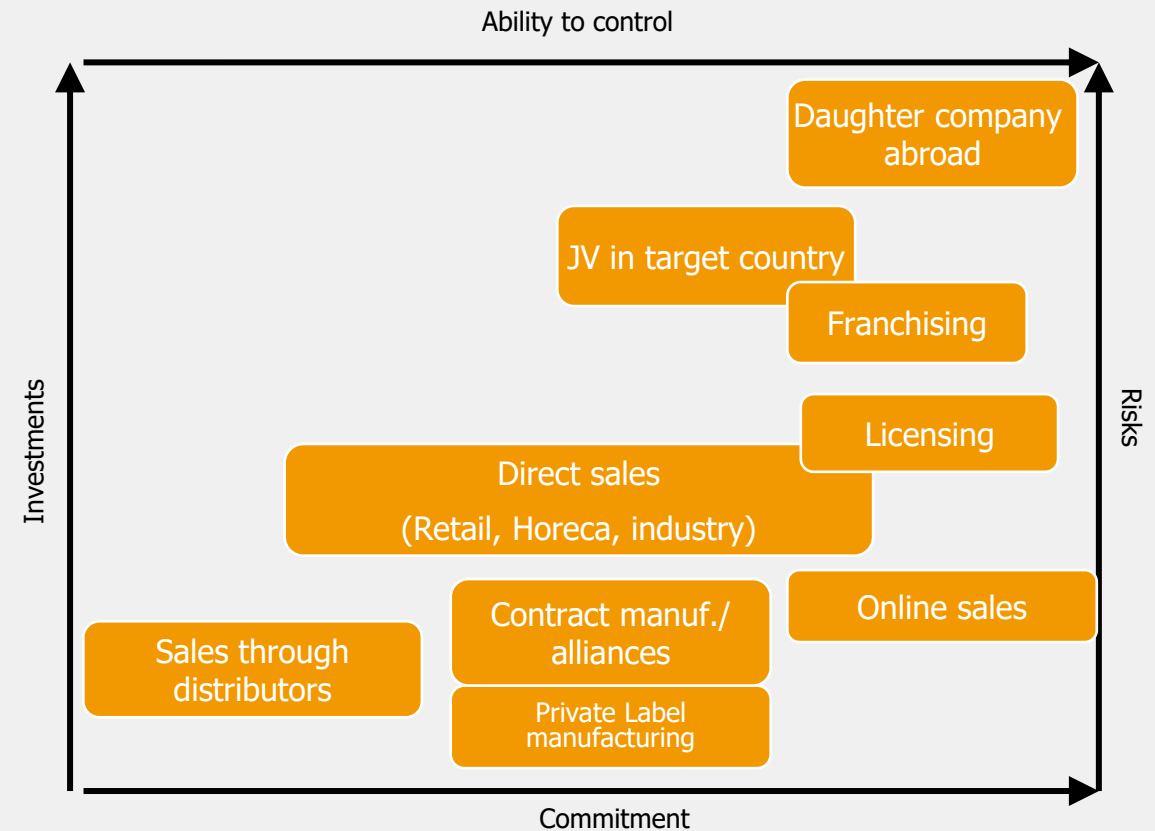 Ability to control
Daughter company
abroad
JV in target country
Franchising
Investments
Risks
Licensing
Direct sales
(Retail, Horeca, industry)
Online sales
Contract manuf./
alliances
Sales through
distributors
Private Label
manufacturing
Commitment